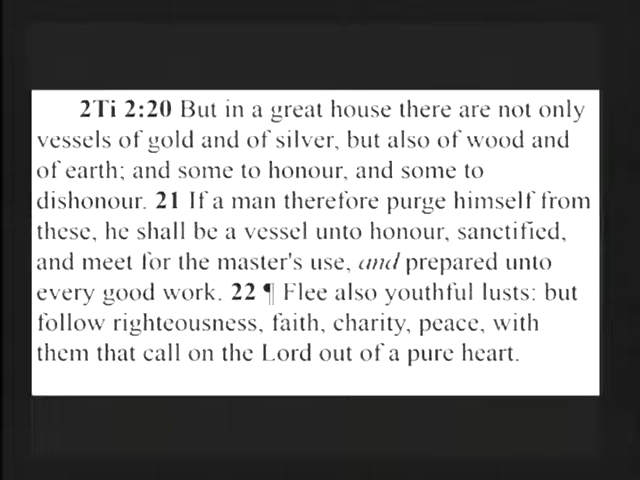 2Ti 2:20 But in a great house there are not only
vessels of gold and of silver, but also of wood and
of earth; and some to honour, and some to
dishonour. 21 If a man therefore purge himself from
these, he shall be a vessel unto honour, sanctified,
and meet for the master's use, and prepared unto
every good work. 22 ¶ Flee also youthful lusts: but
follow righteousness, faith, charity, peace, with
them that call on the Lord out of a pure heart.